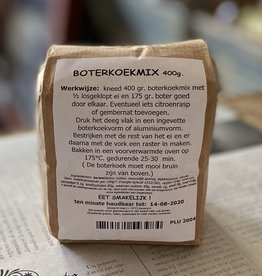 BOTERKOEKMIX 400g.
Werkwijze: kneed 400 gr. boterkoekmix met
½ losgeklopt ei en 175 gr. boter goed
door elkaar. Eventueel iets citroenrasp
of gembernat toevoegen.
Druk het deeg vlak in een ingevette
boterkoekvorm of aluminiumvorm.
Bestrijken met de rest van het ei en er
daarna met de vork een raster in maken.
Bakken in een voorverwarmde oven op
175°C. gedurende 25-30 min.
( De boterkoek moet mooi bruin
zijn van boven.)
EET SMAKELIJK !
ten minste houdbaar tot: 14-08-2020
PLU 2004